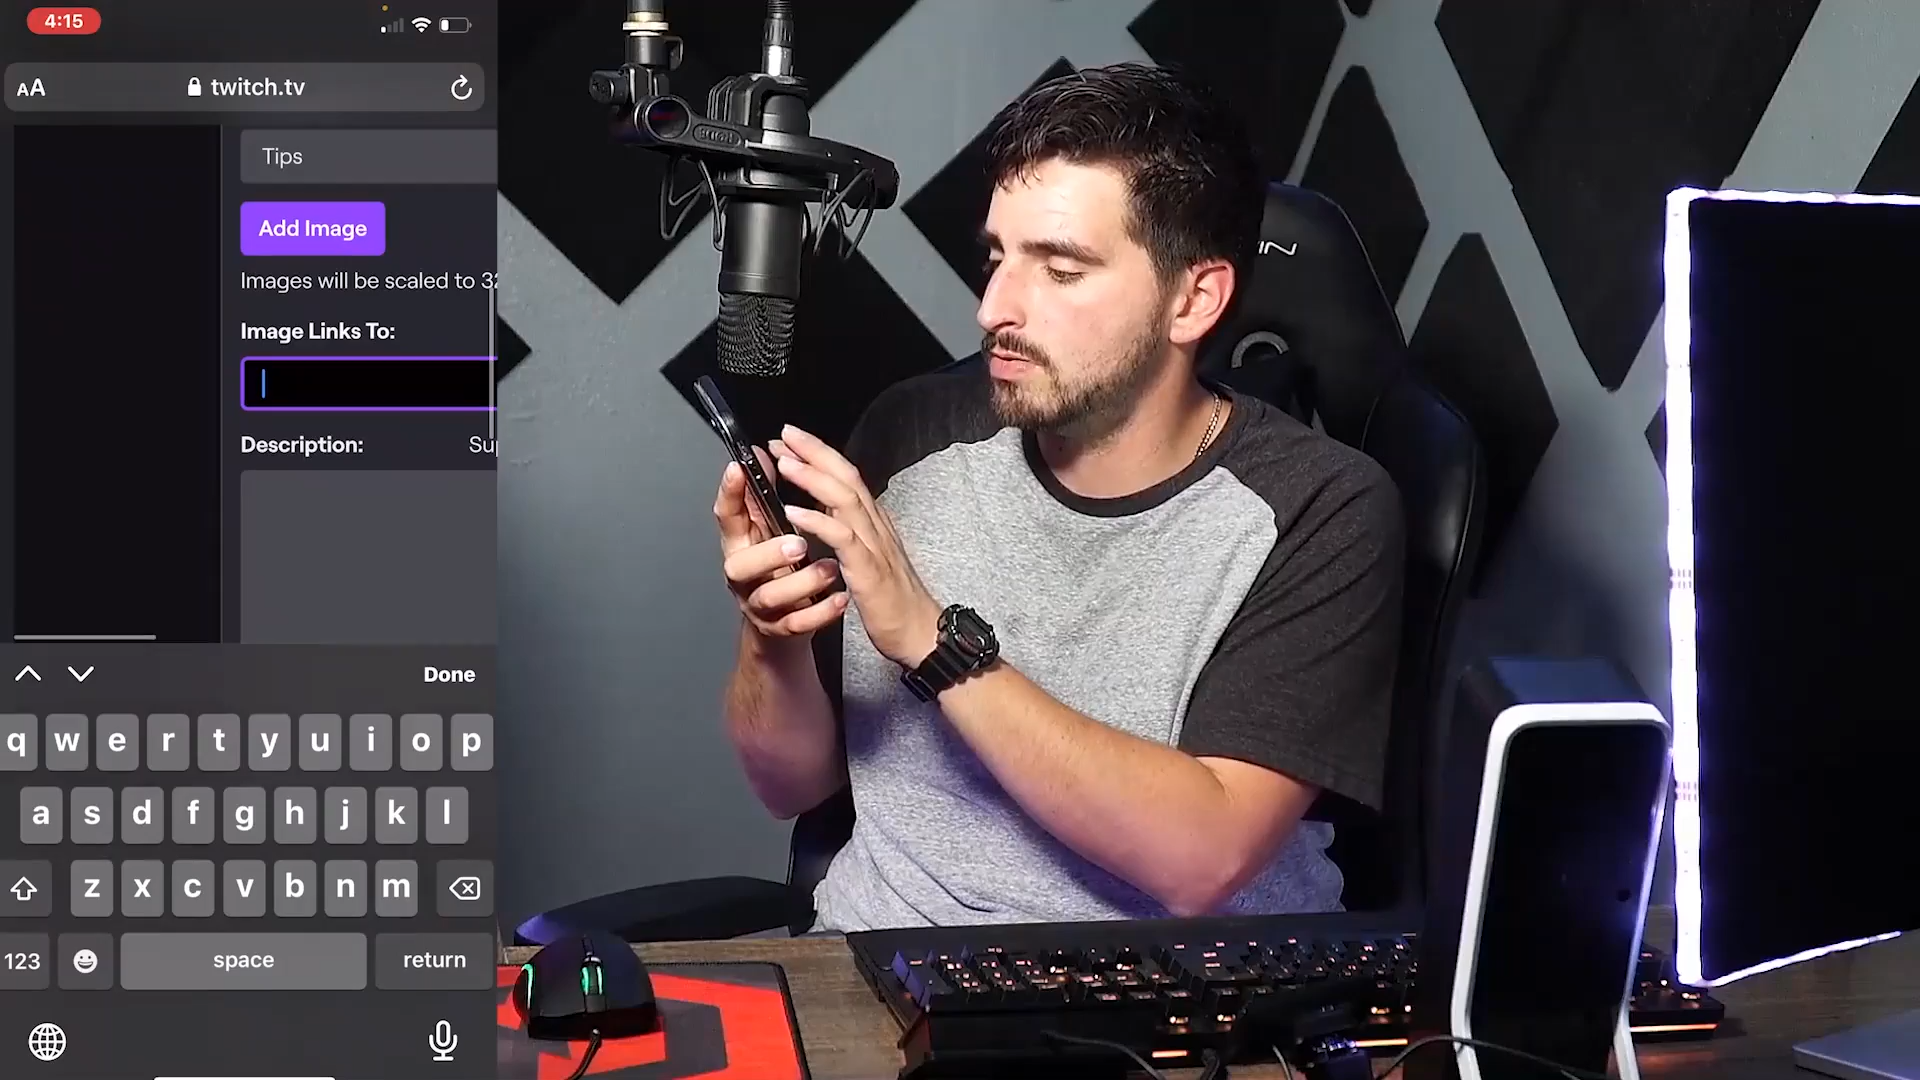 4:15
AA
twitch.tv
Tips
Add Image
Images will be scaled to 32
Image Links To:
Description: Su
Done
q w e r t y u i o p
a s d f g h j k l
z x c v b n m
123 space return